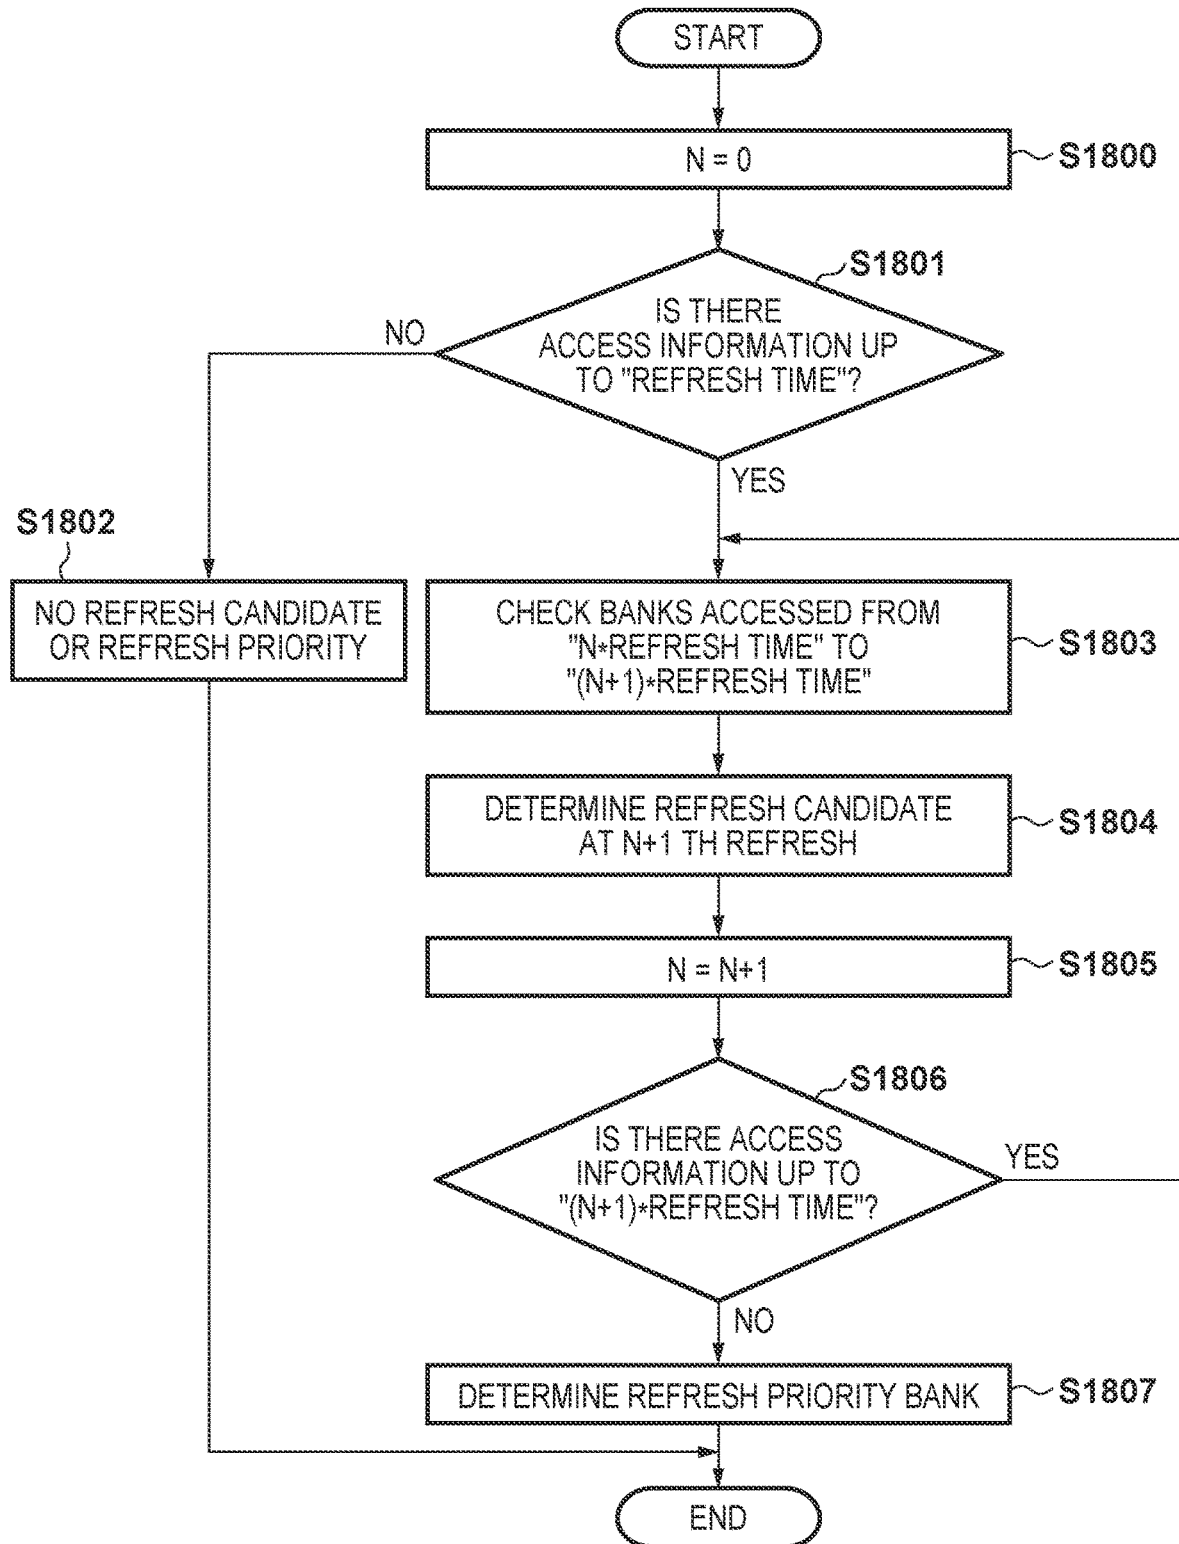 START
N = 0
S1800
S1801
IS THERE
ACCESS INFORMATION UP
TO "REFRESH TIME"?
NO
YES
S1802
NO REFRESH CANDIDATE
OR REFRESH PRIORITY
CHECK BANKS ACCESSED FROM
"N*REFRESH TIME" TO
"(N+1)*REFRESH TIME"
S1803
DETERMINE REFRESH CANDIDATE
AT N+1 TH REFRESH
S1804
N = N+1
S1805
S1806
IS THERE ACCESS
INFORMATION UP TO
"(N+1)*REFRESH TIME"?
YES
NO
DETERMINE REFRESH PRIORITY BANK
S1807
END